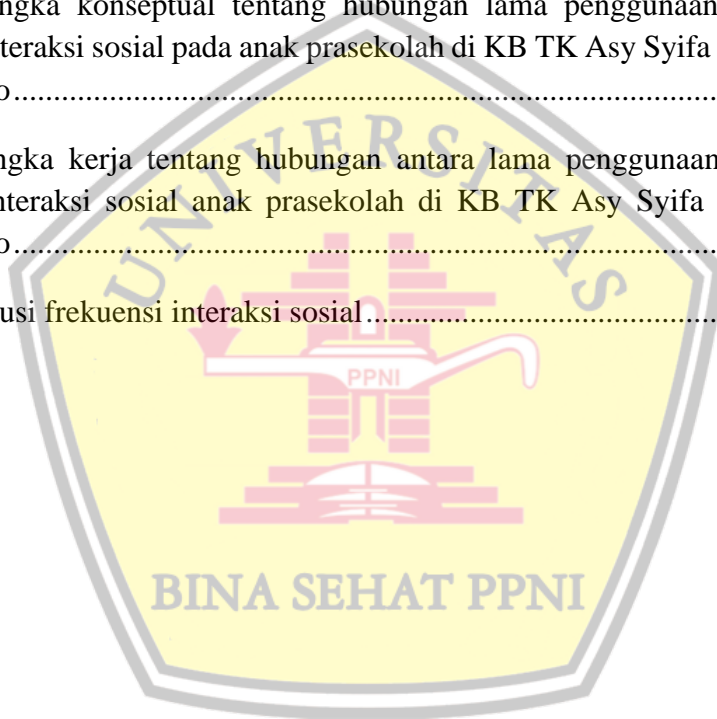 ngka konseptual tentang hubungan lama penggunaan
teraksi sosial pada anak prasekolah di KB TK Asy Syifa
o........................................................................................
ngka kerja tentang hubungan antara lama penggunaan
nteraksi sosial anak prasekolah di KB TK Asy Syifa
o........................................................................................
usi frekuensi interaksi sosial...........................................
UNIVERSITAS
PPNI
BINA SEHAT PPNI